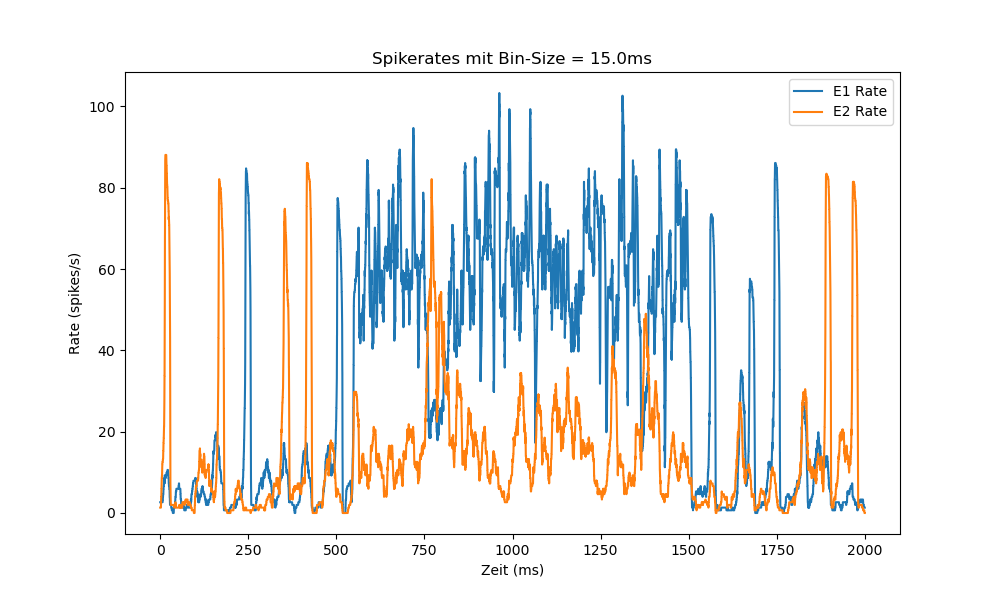 Spikerates mit Bin-Size = 15.0ms
E1 Rate
E2 Rate
Rate (spikes/s)
100
80
60
40
20
0
0 250 500 750 1000 1250 1500 1750 2000
Zeit (ms)